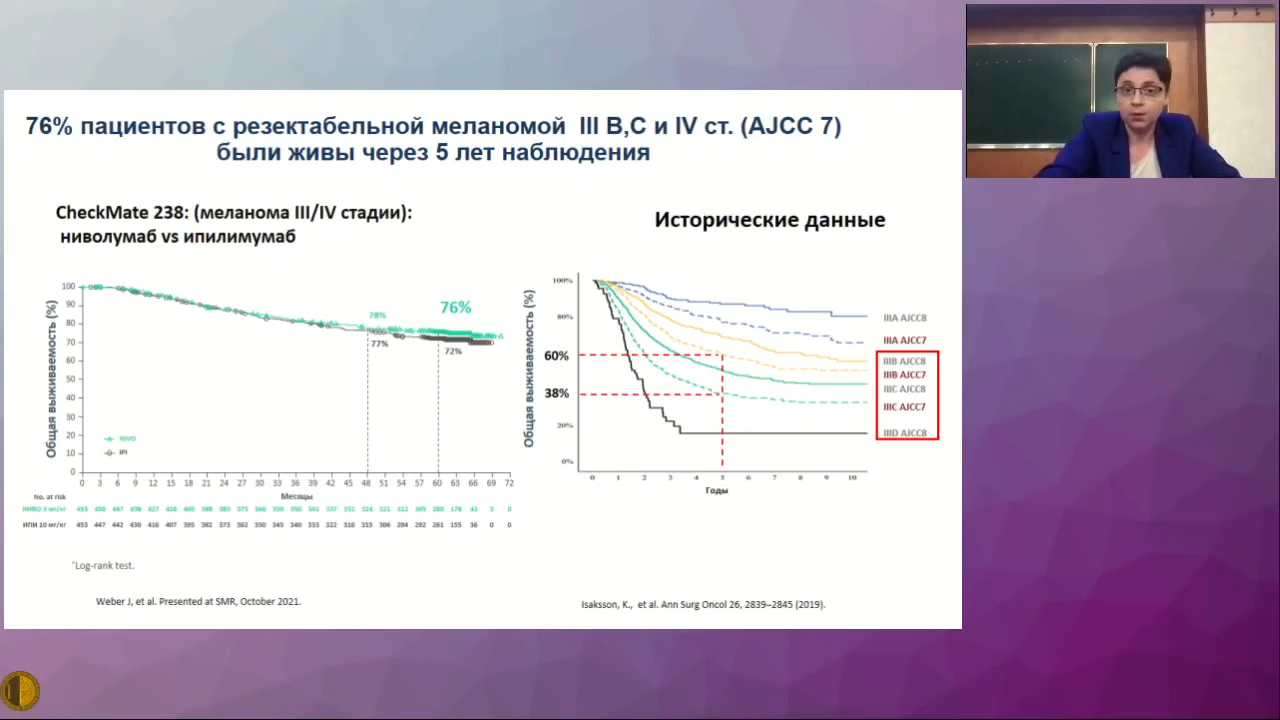 76% пациентов с резектабельной меланомой III B,C и IV ст. (AJCC 7)
были живы через 5 лет наблюдения
CheckMate 238: (меланома III/IV стадии):
ниволумаб vs ипилимумаб
Общая выживаемость (%)
100
90
80
70
60
50
40
30
20
10
0
78%
76%
77%
72%
NIVO
IPI
0 3 6 9 12 15 18 21 24 27 30 33 36 39 42 45 48 51 54 57 60 63 66 69 72
Месяцы
No. at risk
НИВО 3 мг/кг
ИПИ 10 мг/кг 453 447 442 430 416 407 395 382 373 362 350 345 340 333 322 316 315 306 294 292 261 155 36 0 0
*Log-rank test.
Weber J, et al. Presented at SMR, October 2021.
Исторические данные
Общая выживаемость (%)
100%
80%
60%
38%
20%
0%
0 1 2 3 4 5 6 7 8 9 10
Годы
IIIA AJCC8
IIIA AJCC7
IIIB AJCC8
IIIB AJCC7
IIIC AJCC8
IIIC AJCC7
IIID AJCC8
Isaksson, K., et al. Ann Surg Oncol 26, 2839–2845 (2019).